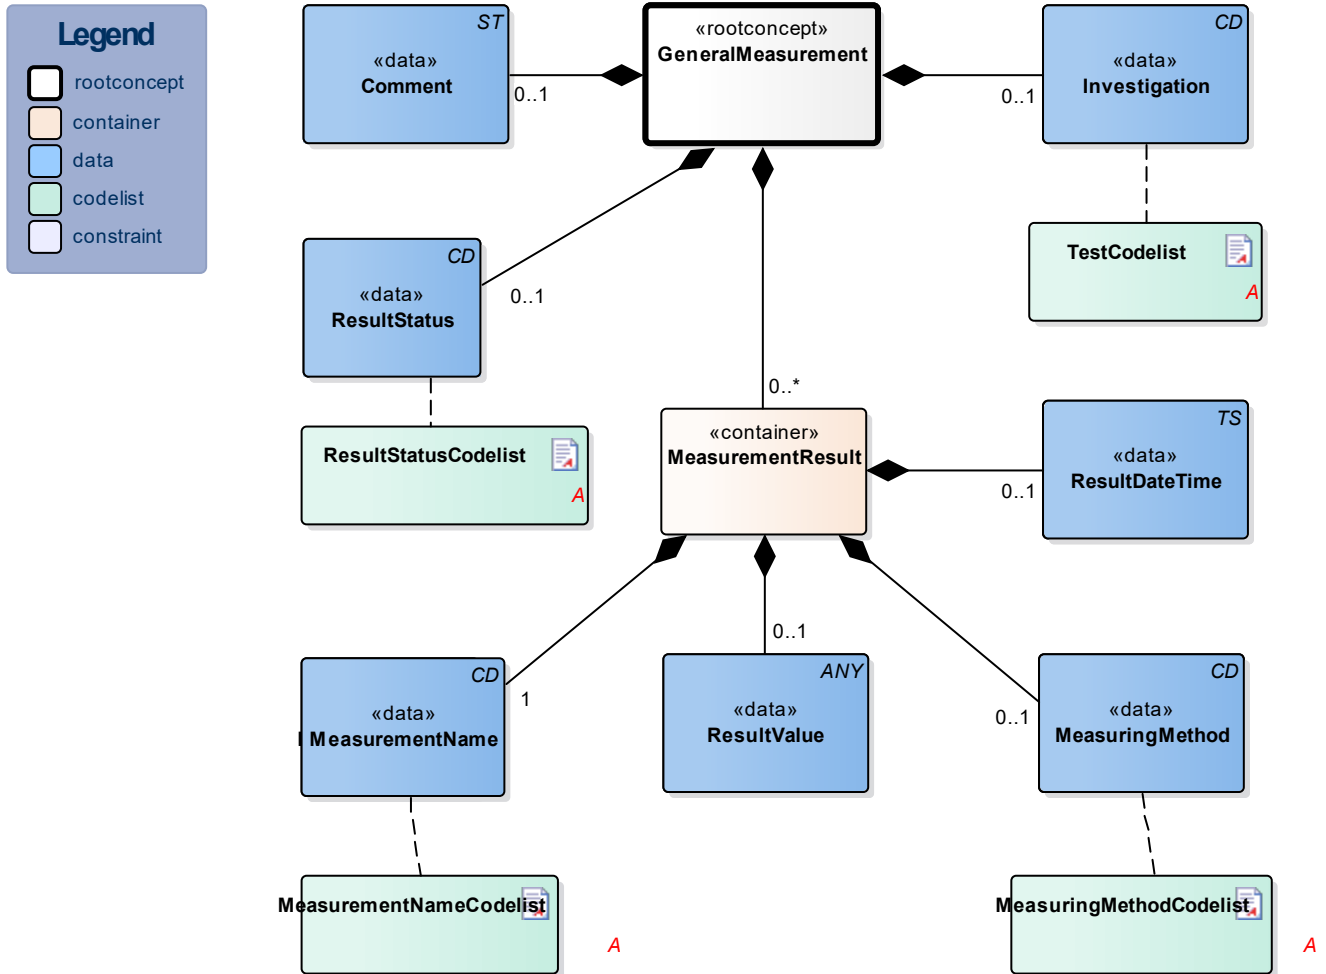 Legend
rootconcept
container
data
codelist
constraint
ST
«data»
Comment
0..1
«rootconcept»
GeneralMeasurement
CD
«data»
Investigation
0..1
TestCodelist
A
CD
«data»
ResultStatus
0..1
ResultStatusCodelist
A
0..*
«container»
MeasurementResult
TS
«data»
ResultDateTime
0..1
CD
«data»
MeasurementName
1
ANY
«data»
ResultValue
0..1
CD
«data»
MeasuringMethod
0..1
MeasurementNameCodelist
A
MeasuringMethodCodelist
A